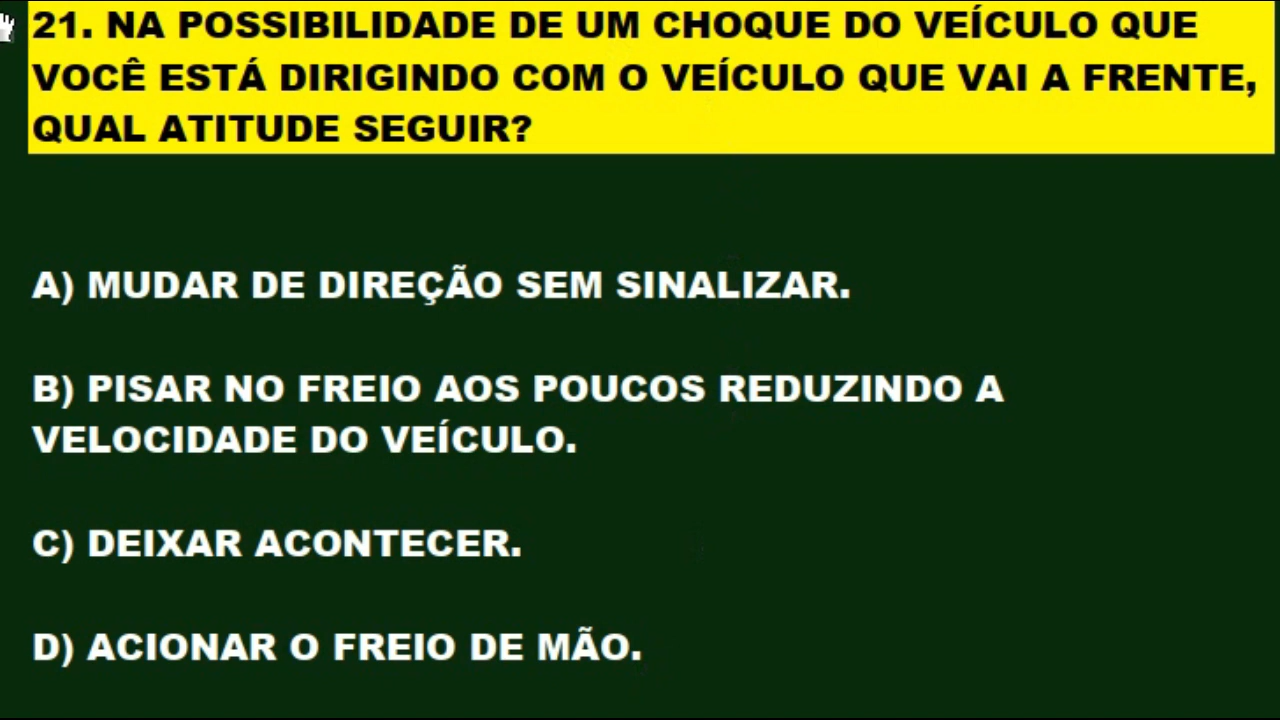 21. NA POSSIBILIDADE DE UM CHOQUE DO VEÍCULO QUE
VOCÊ ESTÁ DIRIGINDO COM O VEÍCULO QUE VAI A FRENTE,
QUAL ATITUDE SEGUIR?
A) MUDAR DE DIREÇÃO SEM SINALIZAR.
B) PISAR NO FREIO AOS POUCOS REDUZINDO A
VELOCIDADE DO VEÍCULO.
C) DEIXAR ACONTECER.
D) ACIONAR O FREIO DE MÃO.